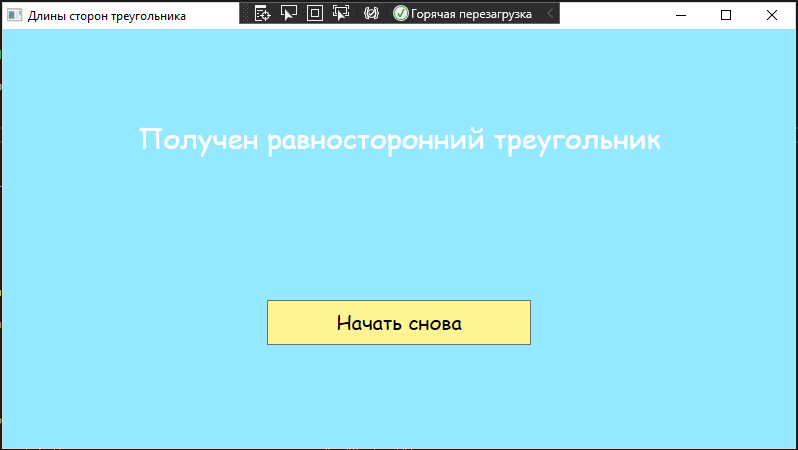 Длины сторон треугольника
Горячая перезагрузка
Получен равносторонний треугольник
Начать снова